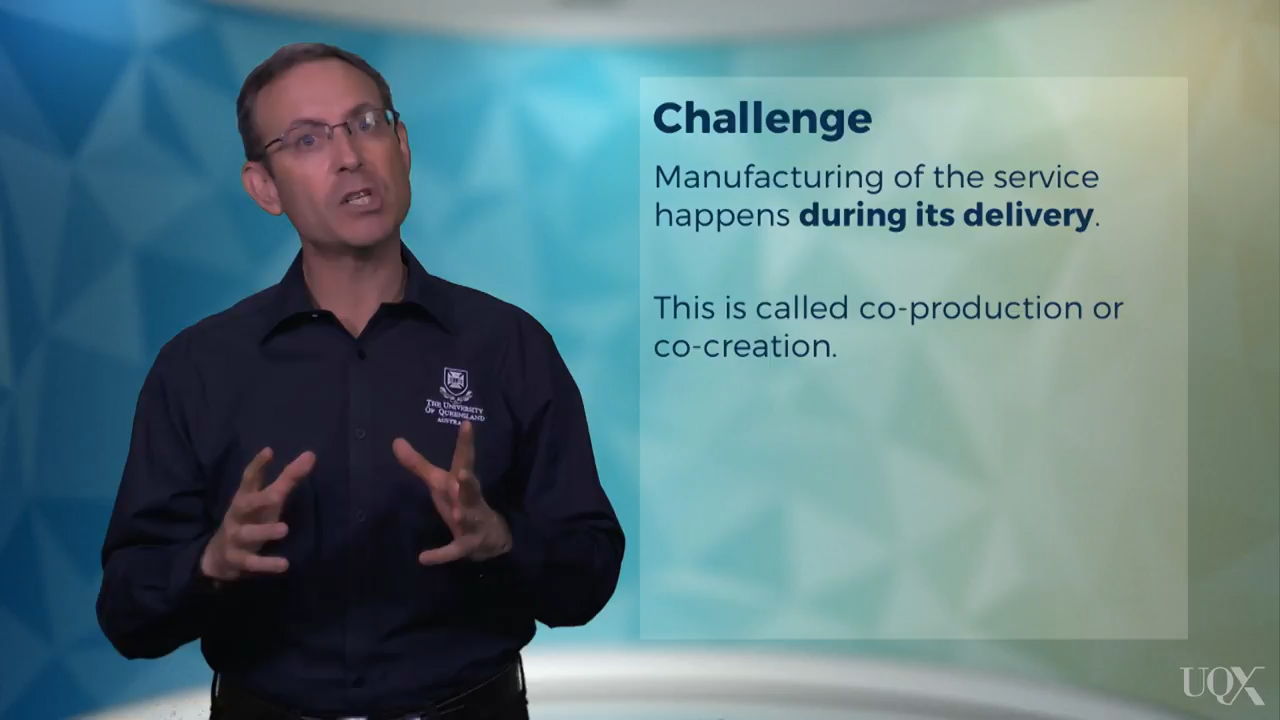 Challenge
Manufacturing of the service
happens during its delivery.
This is called co-production or
co-creation.
THE UNIVERSITY
OF QUEENSLAND
UQX